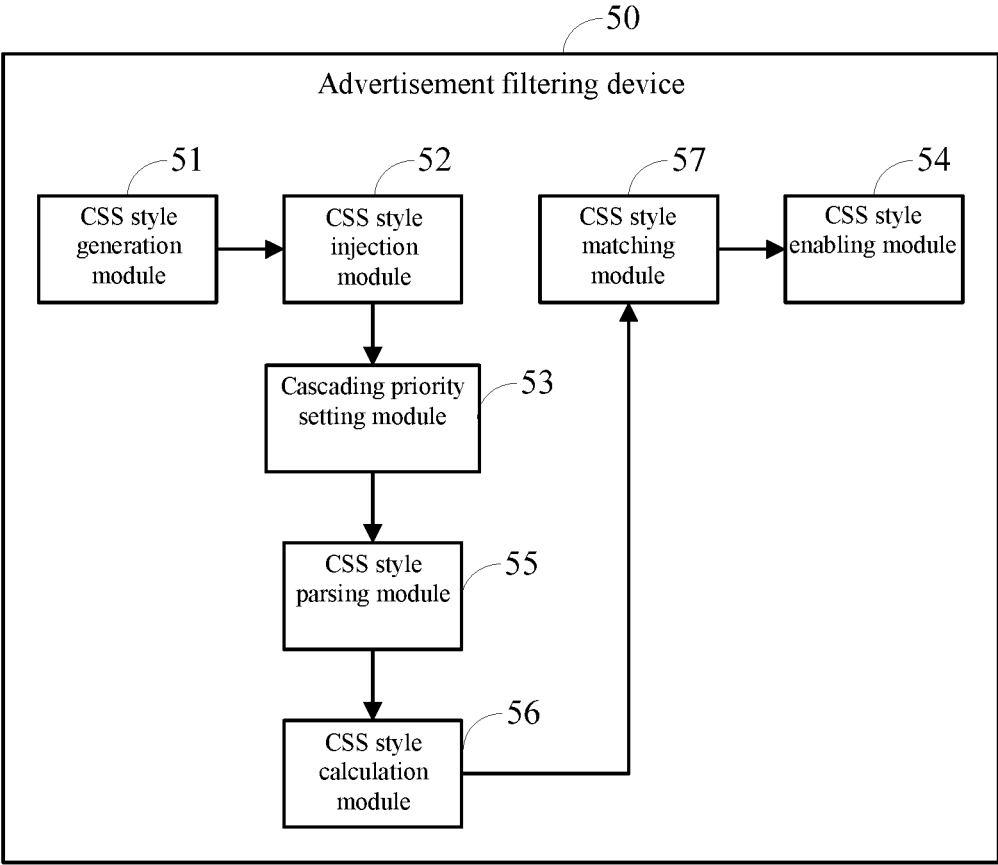 50
Advertisement filtering device
51
CSS style
generation
module
52
CSS style
injection
module
57
CSS style
matching
module
54
CSS style
enabling module
Cascading priority
setting module
53
CSS style
parsing module
55
CSS style
calculation
module
56